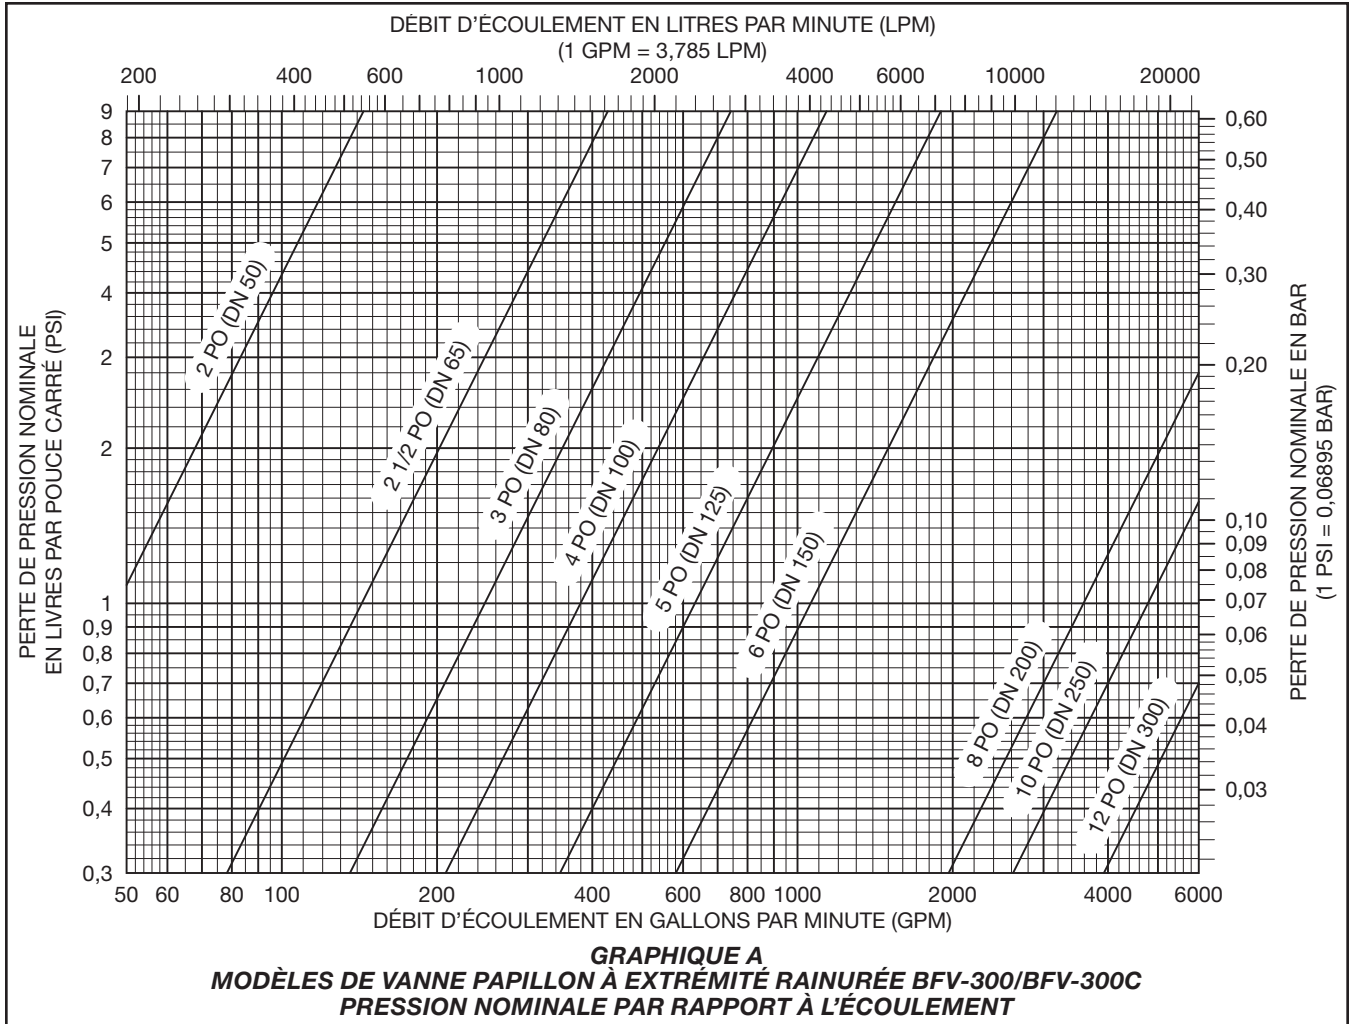 DÉBIT D'ÉCOULEMENT EN LITRES PAR MINUTE (LPM)
(1 GPM = 3,785 LPM)
200 400 600 1000 2000 4000 6000 10000 20000
9
8
7
6
5
4
2
2
1
0,9
0,8
0,7
0,6
0,5
0,4
0,3
PERTE DE PRESSION NOMINALE
EN LIVRES PAR POUCE CARRÉ (PSI)
2 PO (DN 50)
2 1/2 PO (DN 65)
3 PO (DN 80)
4 PO (DN 100)
5 PO (DN 125)
6 PO (DN 150)
8 PO (DN 200)
10 PO (DN 250)
12 PO (DN 300)
0,60
0,50
0,40
0,30
0,20
0,10
0,09
0,08
0,07
0,06
0,05
0,04
0,03
PERTE DE PRESSION NOMINALE EN BAR
(1 PSI = 0,06895 BAR)
50 60 80 100 200 400 600 800 1000 2000 4000 6000
DÉBIT D'ÉCOULEMENT EN GALLONS PAR MINUTE (GPM)
GRAPHIQUE A
MODÈLES DE VANNE PAPILLON À EXTRÉMITÉ RAINURÉE BFV-300/BFV-300C
PRESSION NOMINALE PAR RAPPORT À L'ÉCOULEMENT